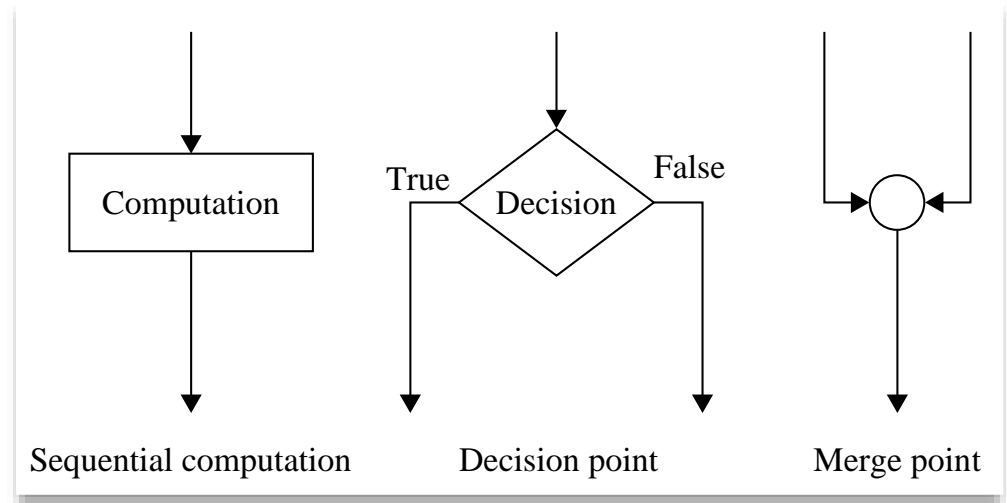 Computation
True
Decision
False
Sequential computation
Decision point
Merge point